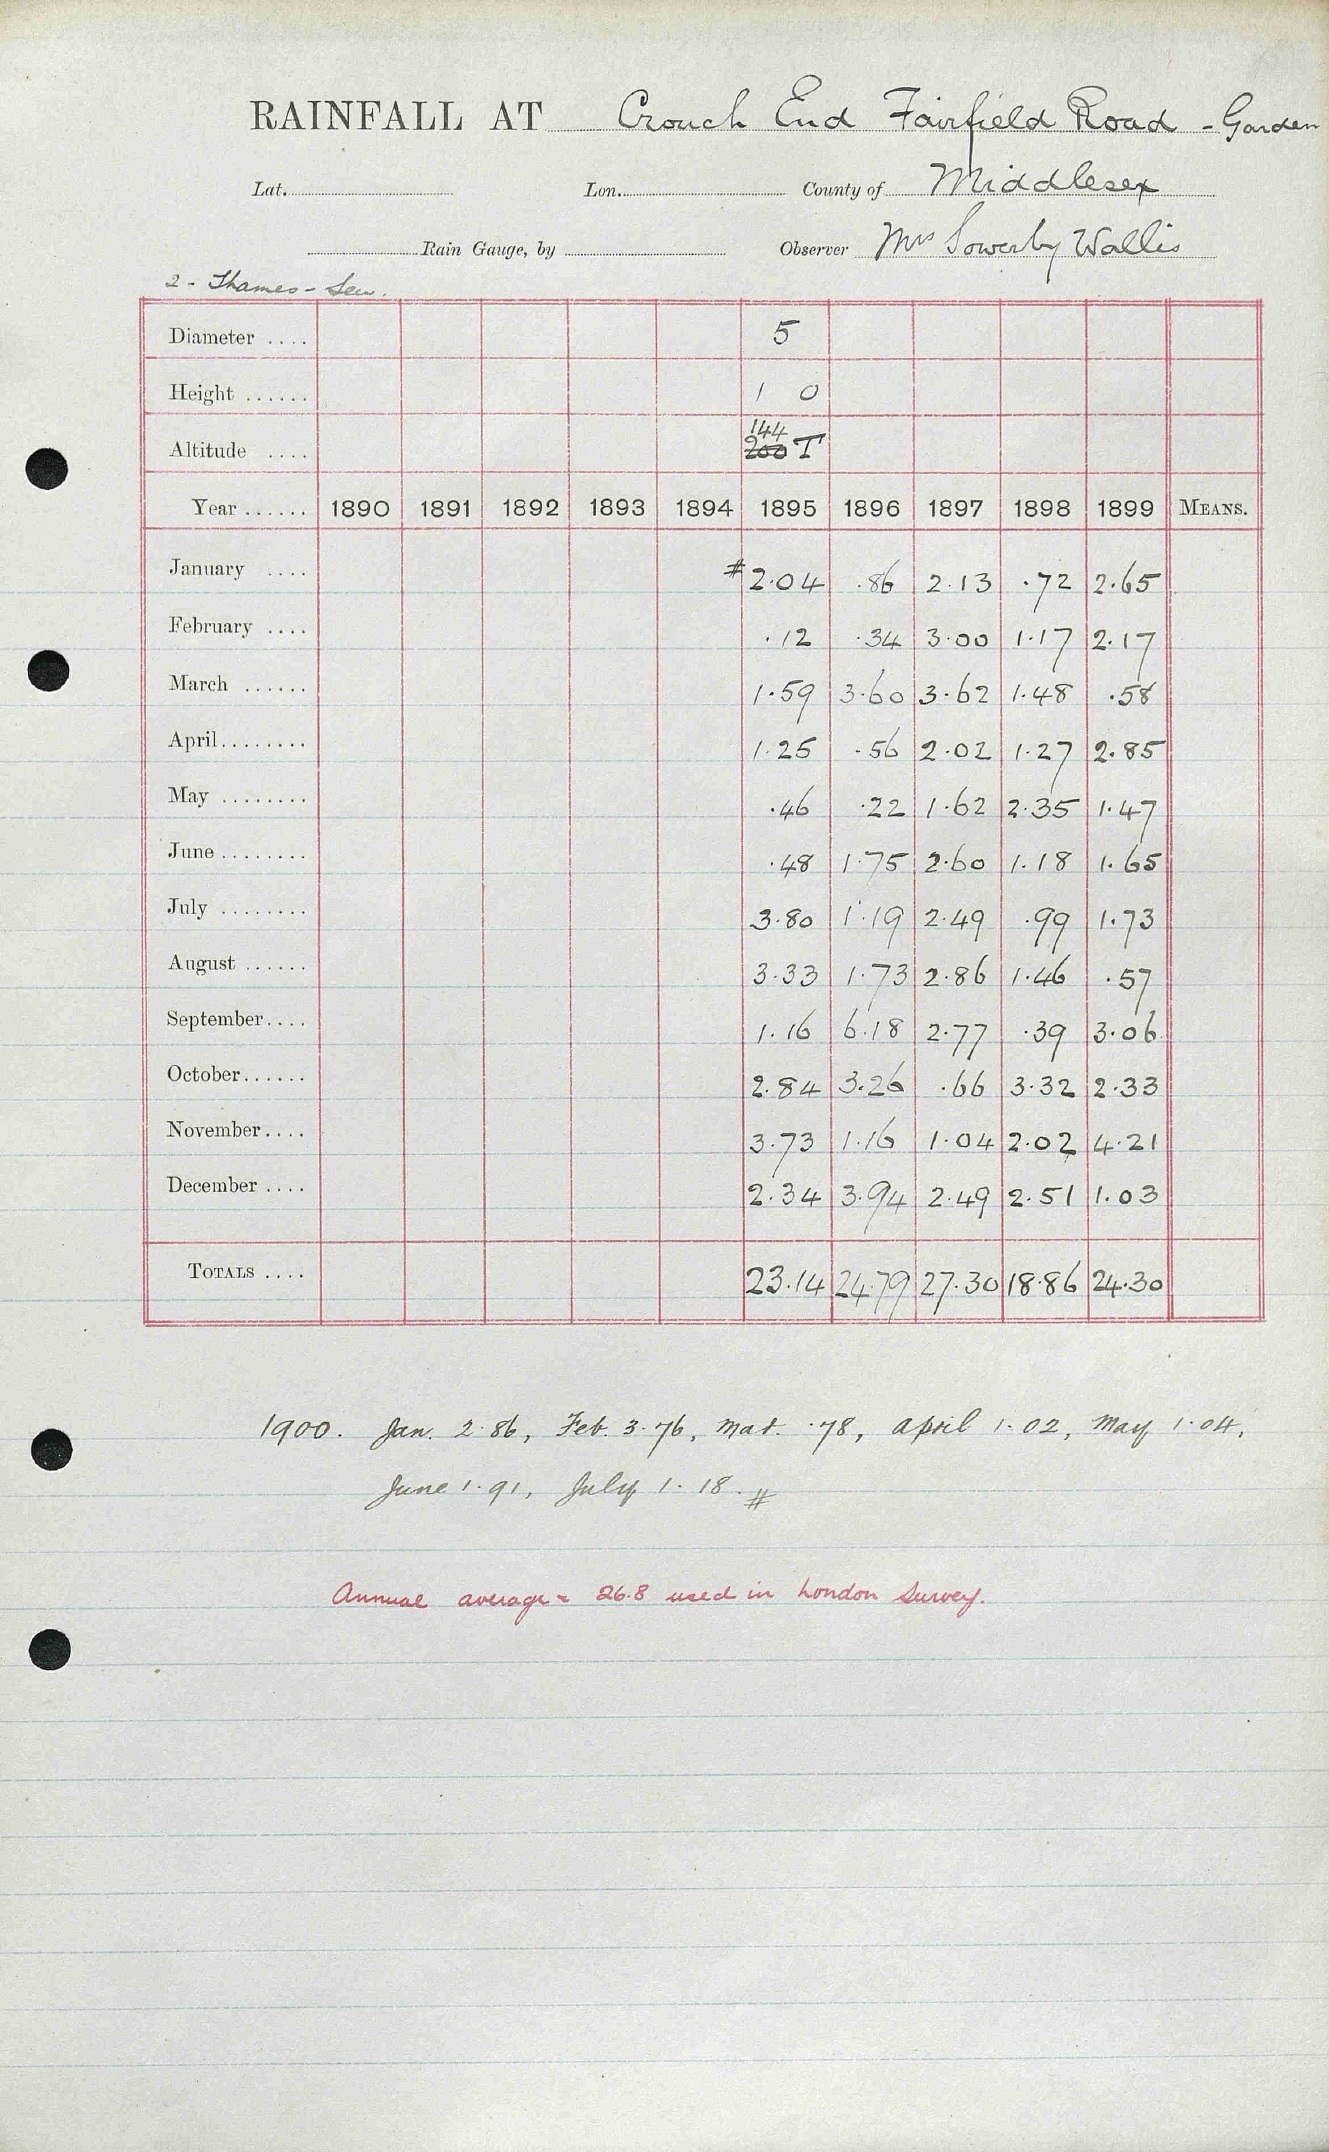 RAINFALL AT Crouch End Fairfield Road - Garden
Lat. Lon. County of Middlesex
Rain Gauge, by Observer Mrs Sowerby Wallis
2 - Thames - Lea.
Diameter .... 5
Height ...... 1 0
144
Altitude .... 200 T
Year ...... 1890 1891 1892 1893 1894 1895 1896 1897 1898 1899 MEANS.
January .... #2.04 .86 2.13 .72 2.65
February .... .12 .34 3.00 1.17 2.17
March ...... 1.59 3.60 3.62 1.48 .58
April........ 1.25 .56 2.02 1.27 2.85
May ........ .46 .22 1.62 2.35 1.47
June ........ .48 1.75 2.60 1.18 1.65
July ........ 3.80 1.19 2.49 .99 1.73
August ...... 3.33 1.73 2.86 1.46 .57
September.... 1.16 6.18 2.77 .39 3.06
October...... 2.84 3.26 .66 3.32 2.33
November.... 3.73 1.16 1.04 2.02 4.21
December .... 2.34 3.94 2.49 2.51 1.03
TOTALS .... 23.14 24.79 27.30 18.86 24.30
1900. Jan. 2.86, Feb. 3.76, Mar. .78, April 1.02, May 1.04,
June 1.91, July 1.18. #
Annual average = 26.8 used in London Survey.